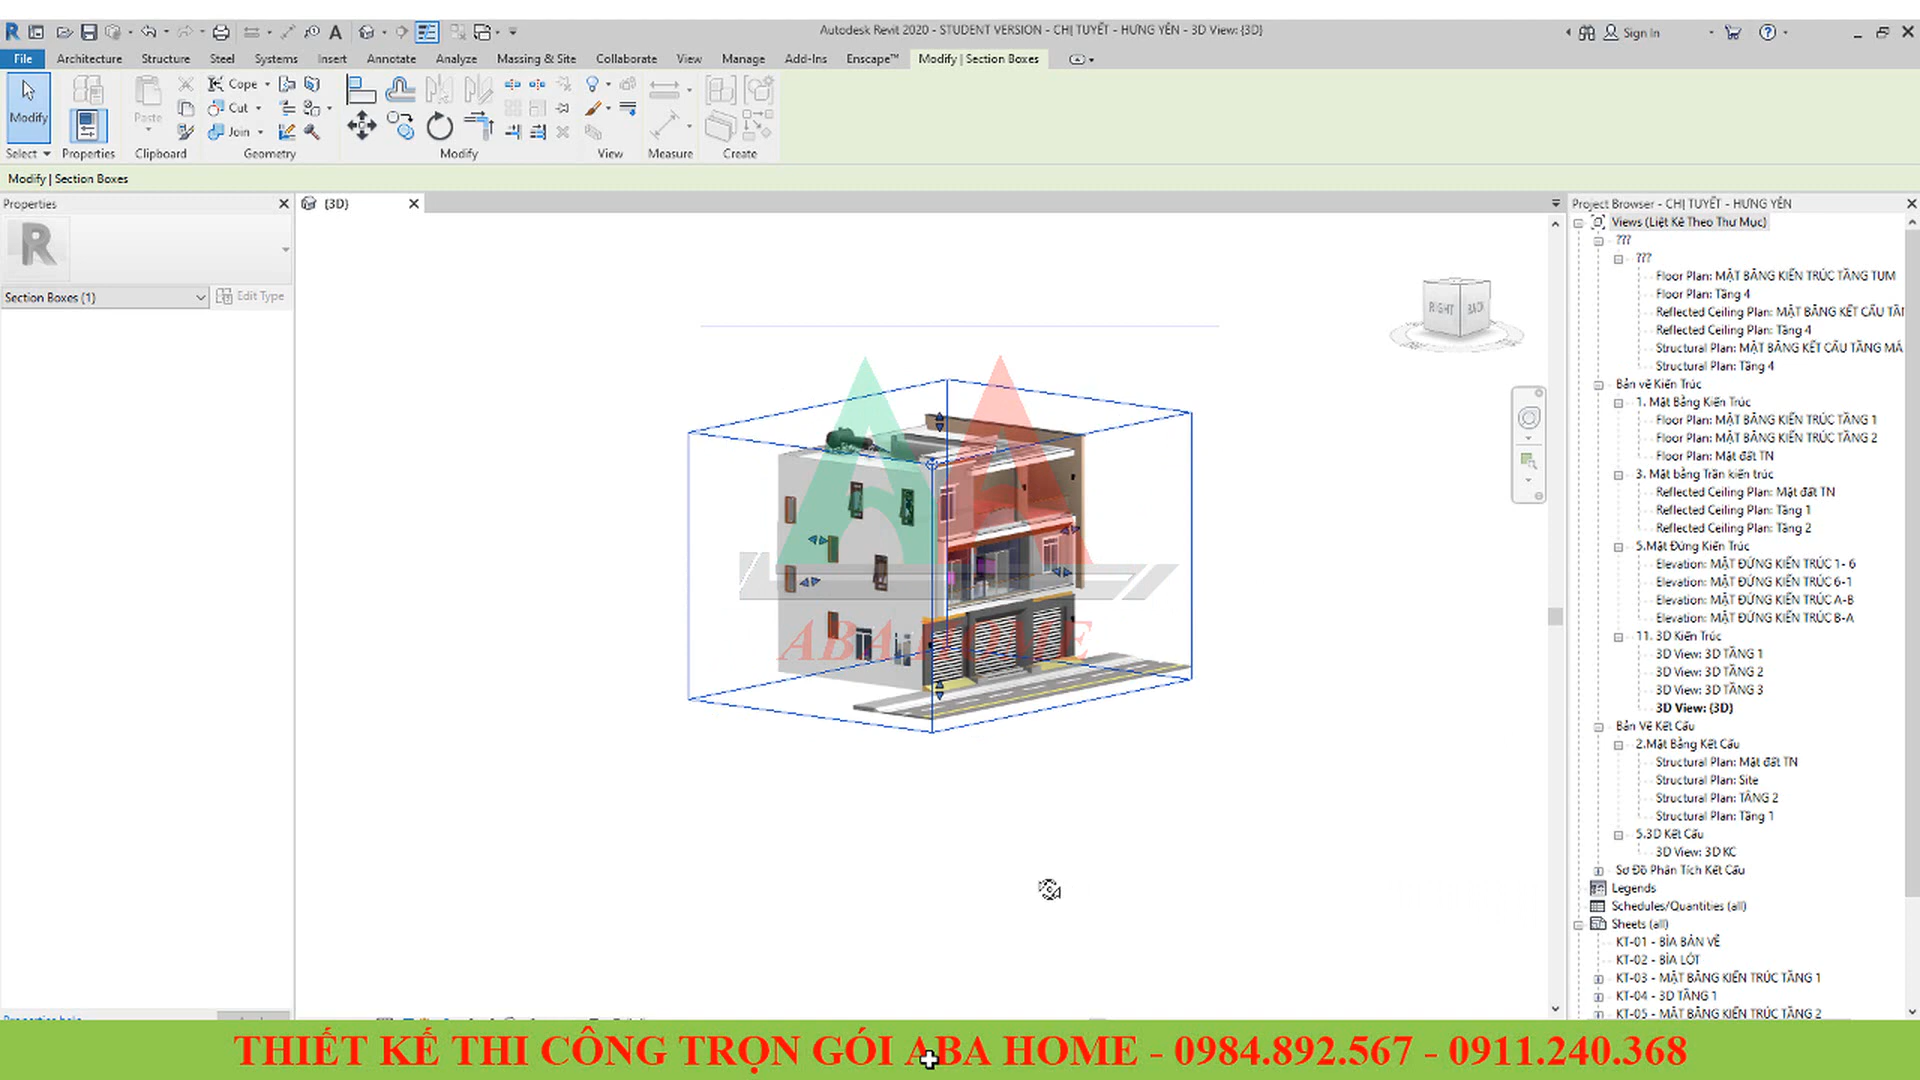 Autodesk Revit 2020 - STUDENT VERSION - CHỊ TUYẾT - HƯNG YÊN - 3D View: {3D}
Sign In
File Architecture Structure Steel Systems Insert Annotate Analyze Massing & Site Collaborate View Manage Add-Ins Enscape™ Modify | Section Boxes
Modify
Paste
Cope
Cut
Join
Select Properties Clipboard Geometry Modify View Measure Create
Modify | Section Boxes
Properties
{3D}
Project Browser - CHỊ TUYẾT - HƯNG YÊN
Section Boxes (1)
Edit Type
RIGHT BACK
ABA HOME
Views (Liệt Kê Theo Thư Mục)
???
???
Floor Plan: MẶT BẰNG KIẾN TRÚC TẦNG TUM
Floor Plan: Tầng 4
Reflected Ceiling Plan: MẶT BẰNG KẾT CẤU
Reflected Ceiling Plan: Tầng 4
Structural Plan: MẶT BẰNG KẾT CẤU TẦNG MÁ
Structural Plan: Tầng 4
Bản vẽ Kiến Trúc
1. Mặt Bằng Kiến Trúc
Floor Plan: MẶT BẰNG KIẾN TRÚC TẦNG 1
Floor Plan: MẶT BẰNG KIẾN TRÚC TẦNG 2
Floor Plan: Mặt đất TN
3. Mặt bằng Trần kiến trúc
Reflected Ceiling Plan: Mặt đất TN
Reflected Ceiling Plan: Tầng 1
Reflected Ceiling Plan: Tầng 2
5.Mặt Đứng Kiến Trúc
Elevation: MẶT ĐỨNG KIẾN TRÚC 1- 6
Elevation: MẶT ĐỨNG KIẾN TRÚC 6-1
Elevation: MẶT ĐỨNG KIẾN TRÚC A-B
Elevation: MẶT ĐỨNG KIẾN TRÚC B-A
11. 3D Kiến Trúc
3D View: 3D TẦNG 1
3D View: 3D TẦNG 2
3D View: 3D TẦNG 3
3D View: {3D}
Bản Vẽ Kết Cấu
2.Mặt Bằng Kết Cấu
Structural Plan: Mặt đất TN
Structural Plan: Site
Structural Plan: TẦNG 2
Structural Plan: Tầng 1
5.3D Kết Cấu
3D View: 3D KC
Sơ Đồ Phân Tích Kết Cấu
Legends
Schedules/Quantities (all)
Sheets (all)
KT-01 - BÌA BẢN VẼ
KT-02 - BÌA LÓT
KT-03 - MẶT BẰNG KIẾN TRÚC TẦNG 1
KT-04 - 3D TẦNG 1
KT-05 - MẶT BẰNG KIẾN TRÚC TẦNG 2
THIẾT KẾ THI CÔNG TRỌN GÓI ABA HOME - 0984.892.567 - 0911.240.368